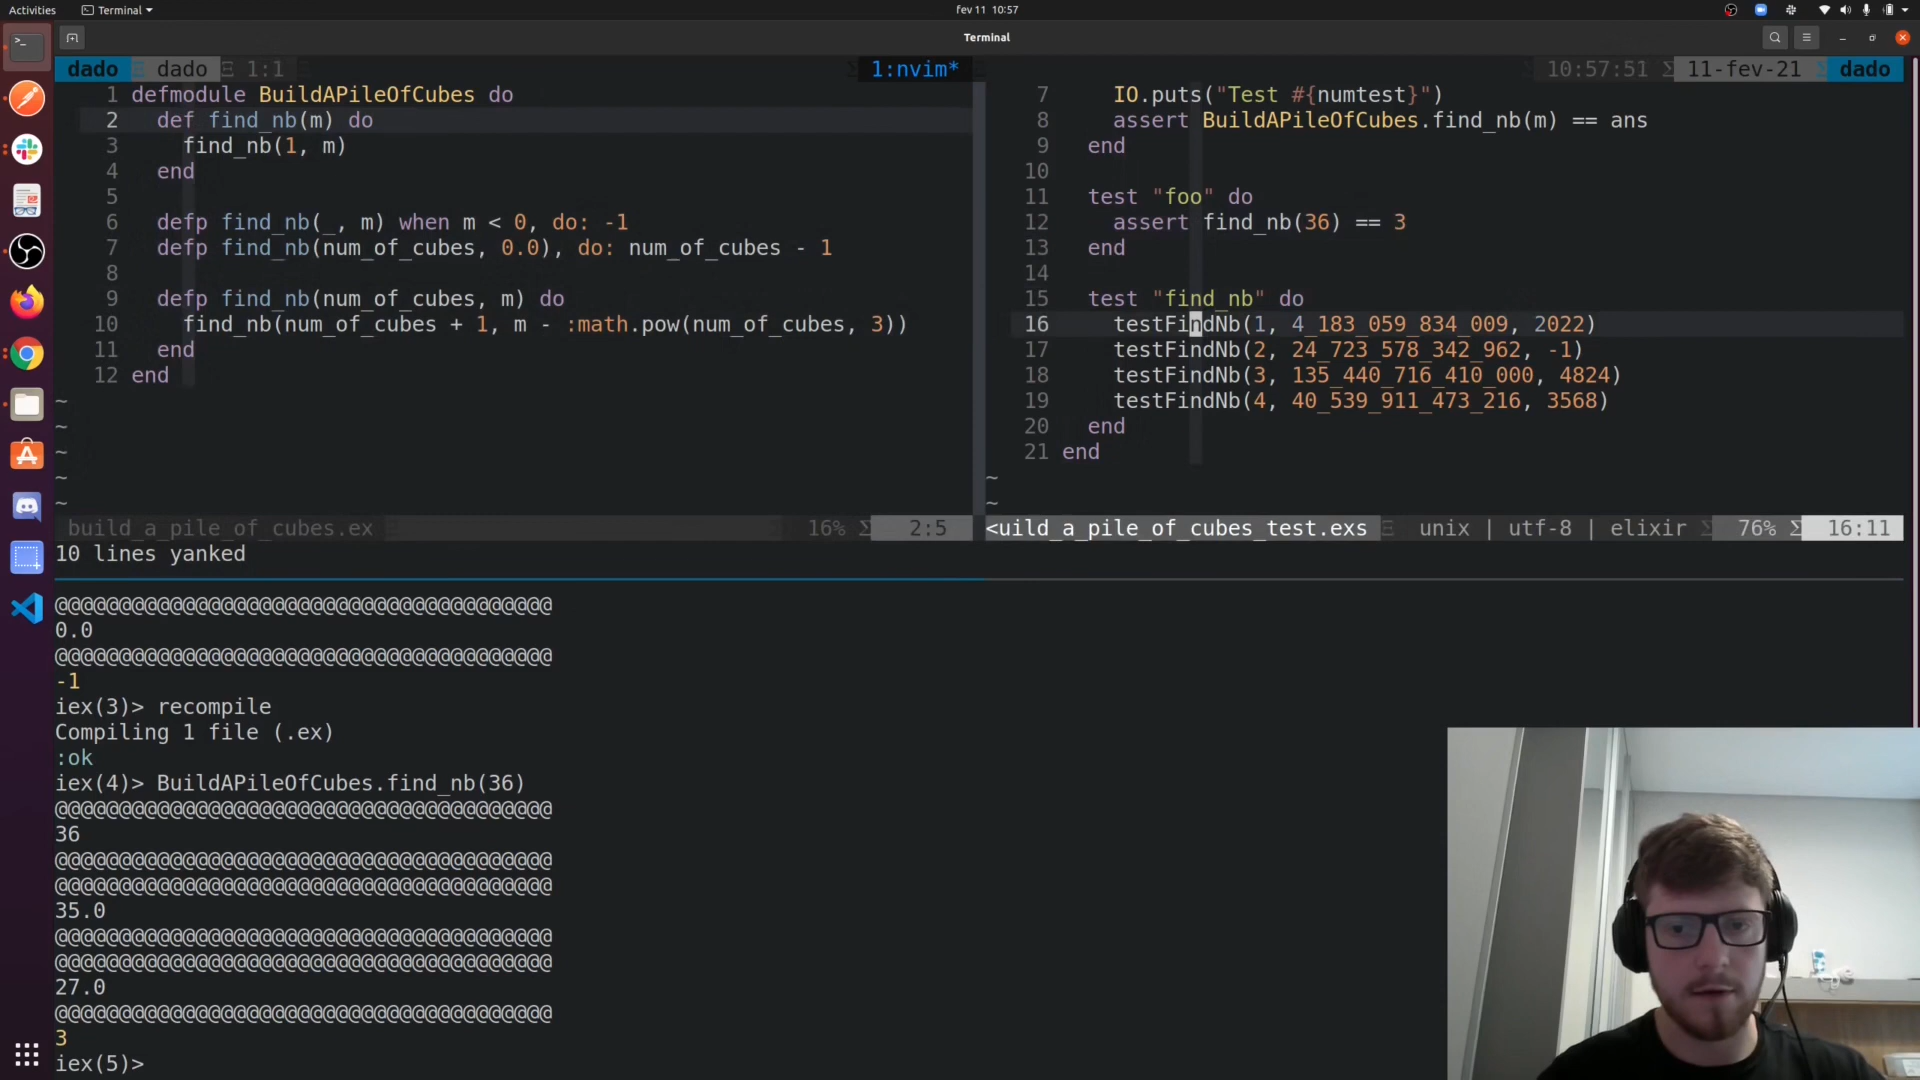 Activities
Terminal
fev 11 10:57
Terminal
dado
dado
1:1
1:nvim*
10:57:51
11-fev-21
dado
1 defmodule BuildAPileOfCubes do
2 def find_nb(m) do
3 find_nb(1, m)
4 end
5
6 defp find_nb(_, m) when m < 0, do: -1
7 defp find_nb(num_of_cubes, 0.0), do: num_of_cubes - 1
8
9 defp find_nb(num_of_cubes, m) do
10 find_nb(num_of_cubes + 1, m - :math.pow(num_of_cubes, 3))
11 end
12 end
~
~
~
~
~
build_a_pile_of_cubes.ex
16% Σ 2:5
10 lines yanked
7 IO.puts("Test #{numtest}")
8 assert BuildAPileOfCubes.find_nb(m) == ans
9 end
10
11 test "foo" do
12 assert find_nb(36) == 3
13 end
14
15 test "find_nb" do
16 testFindNb(1, 4_183_059_834_009, 2022)
17 testFindNb(2, 24_723_578_342_962, -1)
18 testFindNb(3, 135_440_716_410_000, 4824)
19 testFindNb(4, 40_539_911_473_216, 3568)
20 end
21 end
~
~
<uild_a_pile_of_cubes_test.exs Ξ unix | utf-8 | elixir Σ 76% Σ 16:11
@@@@@@@@@@@@@@@@@@@@@@@@@@@@@@@@@@@@@@@
0.0
@@@@@@@@@@@@@@@@@@@@@@@@@@@@@@@@@@@@@@@
-1
iex(3)> recompile
Compiling 1 file (.ex)
:ok
iex(4)> BuildAPileOfCubes.find_nb(36)
@@@@@@@@@@@@@@@@@@@@@@@@@@@@@@@@@@@@@@@
36
@@@@@@@@@@@@@@@@@@@@@@@@@@@@@@@@@@@@@@@
@@@@@@@@@@@@@@@@@@@@@@@@@@@@@@@@@@@@@@@
35.0
@@@@@@@@@@@@@@@@@@@@@@@@@@@@@@@@@@@@@@@
@@@@@@@@@@@@@@@@@@@@@@@@@@@@@@@@@@@@@@@
27.0
@@@@@@@@@@@@@@@@@@@@@@@@@@@@@@@@@@@@@@@
3
iex(5)>